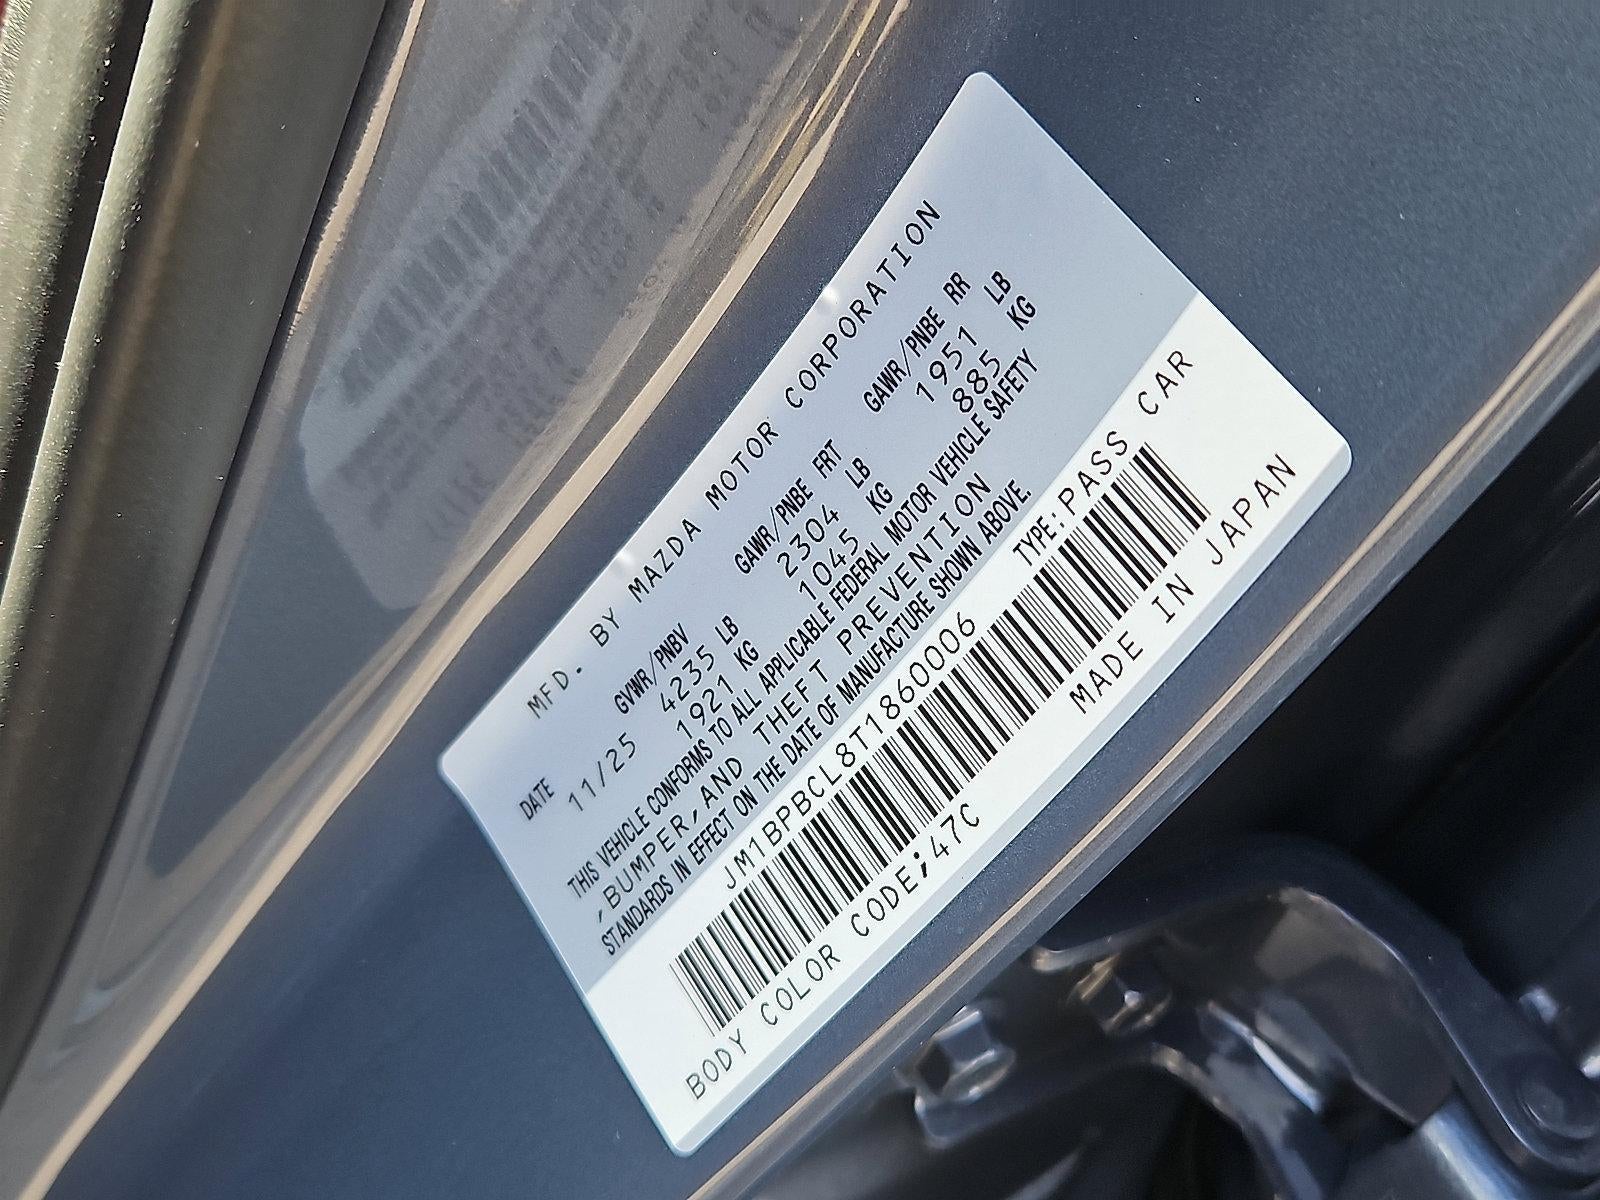 MFD. BY MAZDA MOTOR CORPORATION
DATE GVWR/PNBV GAWR/PNBE FRT GAWR/PNBE RR
11/25 4235 LB 2304 LB 1951 LB
1921 KG 1045 KG 885 KG
THIS VEHICLE CONFORMS TO ALL APPLICABLE FEDERAL MOTOR VEHICLE SAFETY
,BUMPER,AND THEFT PREVENTION
STANDARDS IN EFFECT ON THE DATE OF MANUFACTURE SHOWN ABOVE.
JM1BPBCL8T1860006 TYPE:PASS CAR
BODY COLOR CODE;47C MADE IN JAPAN